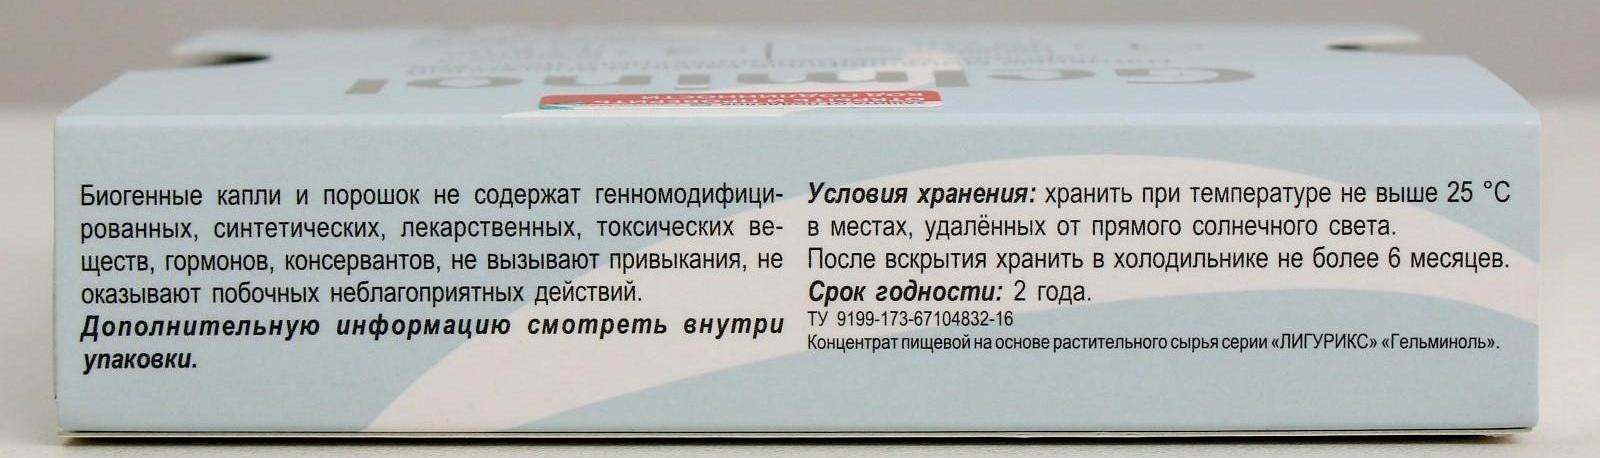 Gelminol
КОД ПОДЛИННОСТИ
Биогенные капли и порошок не содержат генномодифици-
рованных, синтетических, лекарственных, токсических ве-
ществ, гормонов, консервантов, не вызывают привыкания, не
оказывают побочных неблагоприятных действий.
Дополнительную информацию смотреть внутри
упаковки.
Условия хранения: хранить при температуре не выше 25 °С
в местах, удалённых от прямого солнечного света.
После вскрытия хранить в холодильнике не более 6 месяцев.
Срок годности: 2 года.
ТУ 9199-173-67104832-16
Концентрат пищевой на основе растительного сырья серии «ЛИГУРИКС» «Гельминоль».